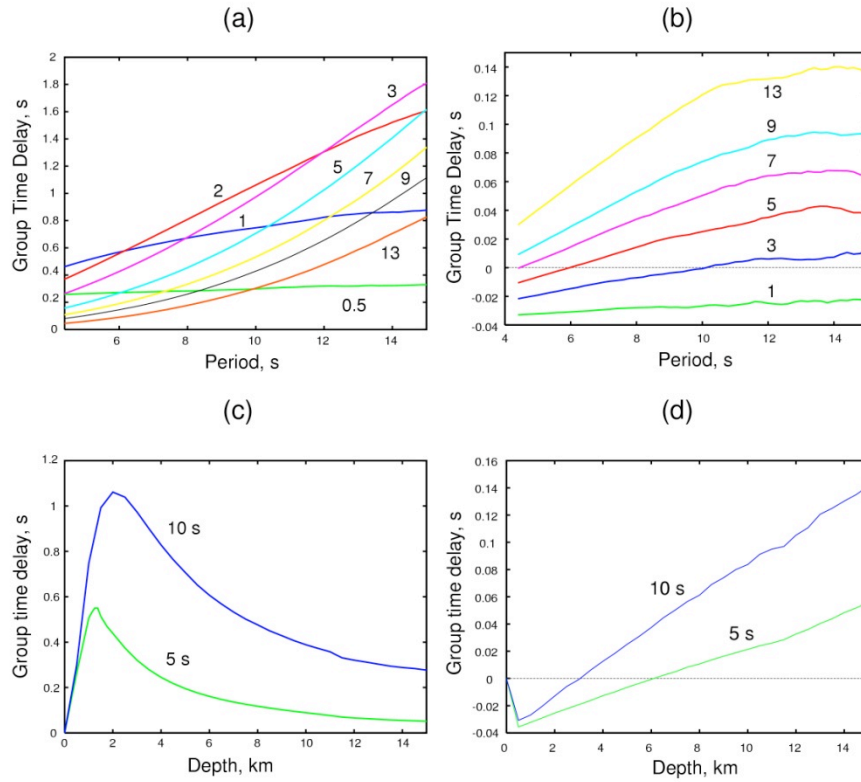 (a)
Group Time Delay, s
2
1.8
1.6
1.4
1.2
1
0.8
0.6
0.4
0.2
0
3
2
5
7
9
1
13
0.5
6 8 10 12 14
Period, s
(b)
Group Time Delay, s
0.14
0.12
0.1
0.08
0.06
0.04
0.02
0
-0.02
-0.04
13
9
7
5
3
1
4 6 8 10 12 14
Period, s
(c)
Group time delay, s
1.2
1
0.8
0.6
0.4
0.2
0
10 s
5 s
0 2 4 6 8 10 12 14
Depth, km
(d)
Group time delay, s
0.16
0.14
0.12
0.1
0.08
0.06
0.04
0.02
0
-0.02
-0.04
10 s
5 s
0 2 4 6 8 10 12 14
Depth, km